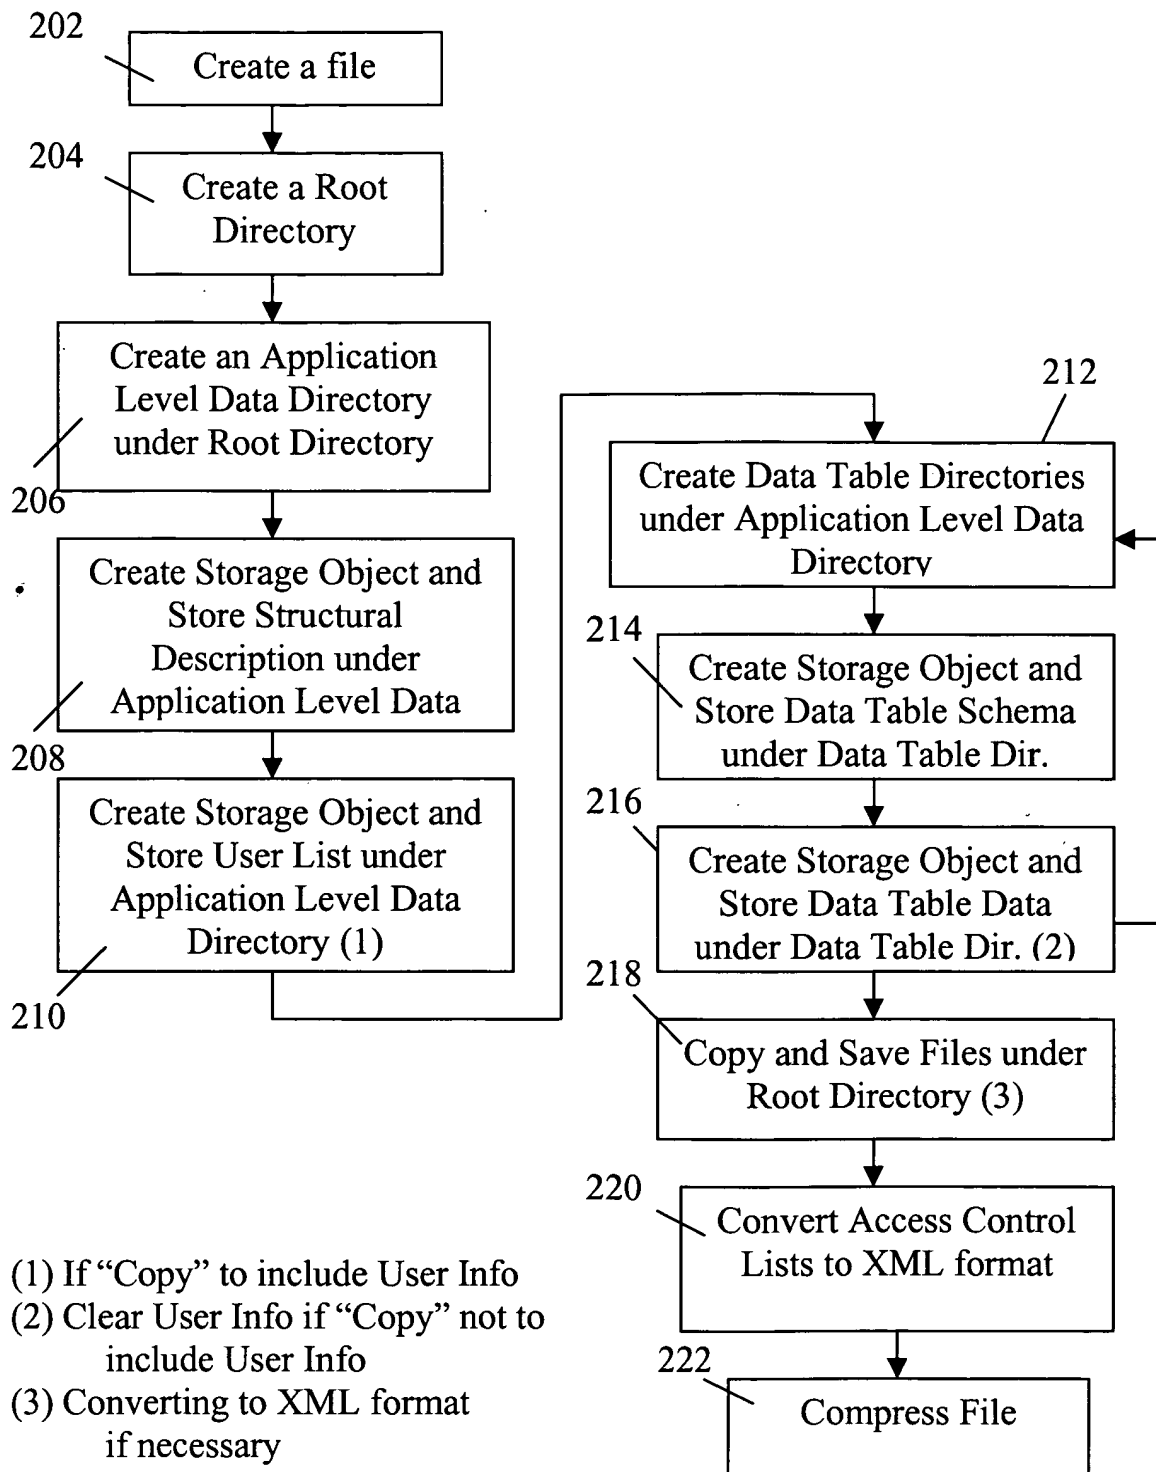 202
Create a file
204
Create a Root
Directory
Create an Application
Level Data Directory
under Root Directory
206
Create Storage Object and
Store Structural
Description under
Application Level Data
208
Create Storage Object and
Store User List under
Application Level Data
Directory (1)
210
212
Create Data Table Directories
under Application Level Data
Directory
214
Create Storage Object and
Store Data Table Schema
under Data Table Dir.
216
Create Storage Object and
Store Data Table Data
under Data Table Dir. (2)
218
Copy and Save Files under
Root Directory (3)
220
Convert Access Control
Lists to XML format
222
Compress File
(1) If “Copy” to include User Info
(2) Clear User Info if “Copy” not to
include User Info
(3) Converting to XML format
if necessary